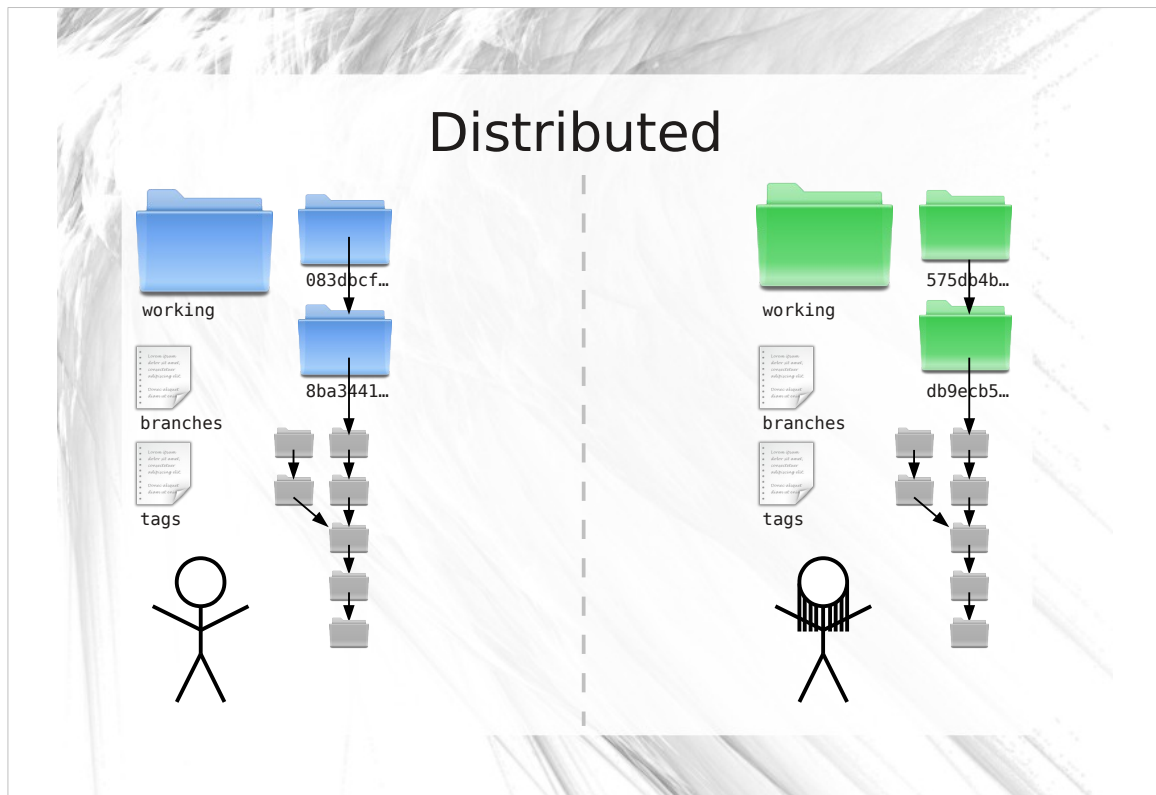 Distributed
working
083dbcf…
8ba3441…
branches
tags
working
575db4b…
db9ecb5…
branches
tags